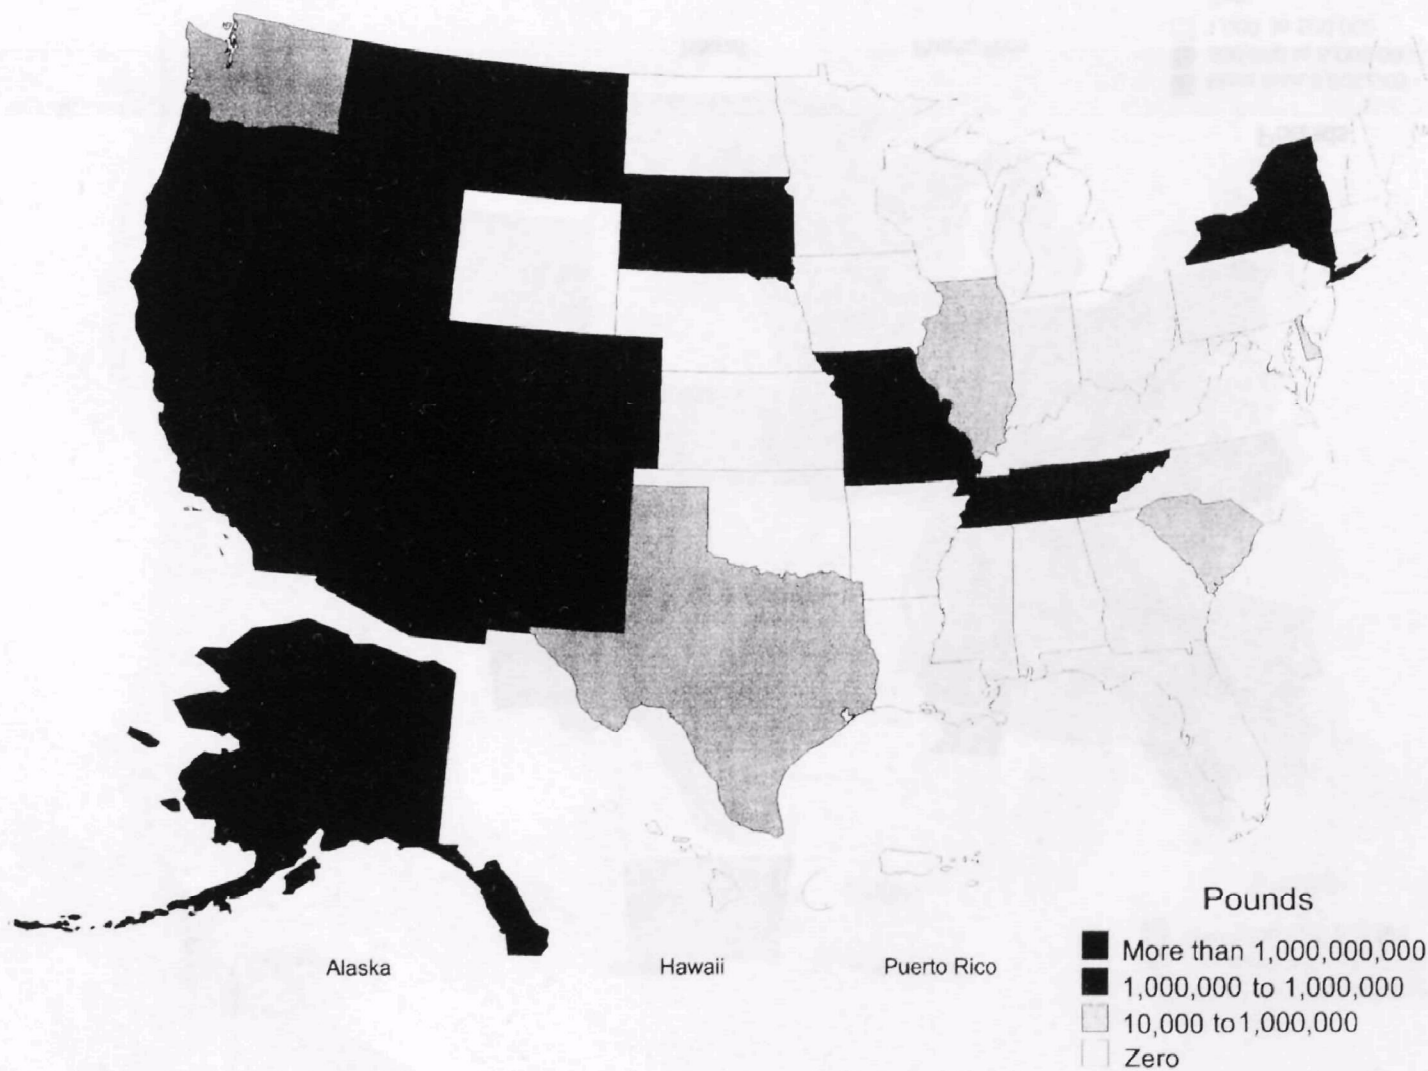 Alaska
Hawaii
Puerto Rico
Pounds
More than 1,000,000,000
1,000,000 to 1,000,000
10,000 to 1,000,000
Zero